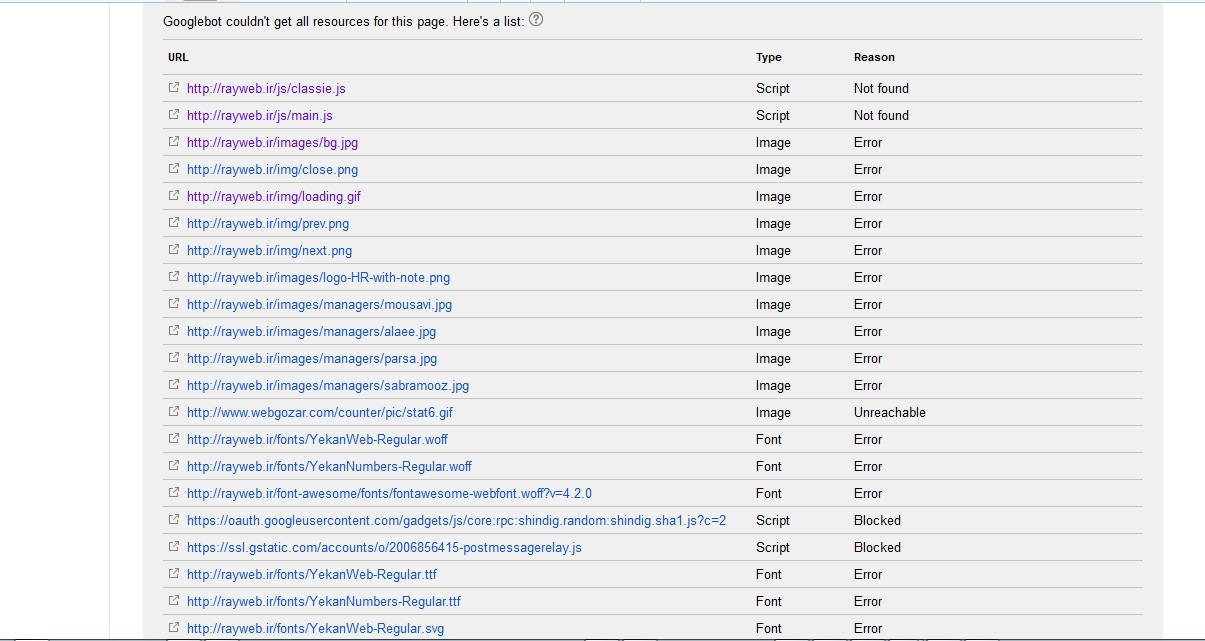 Googlebot couldn't get all resources for this page. Here's a list:
URL Type Reason
http://rayweb.ir/js/classie.js Script Not found
http://rayweb.ir/js/main.js Script Not found
http://rayweb.ir/images/bg.jpg Image Error
http://rayweb.ir/img/close.png Image Error
http://rayweb.ir/img/loading.gif Image Error
http://rayweb.ir/img/prev.png Image Error
http://rayweb.ir/img/next.png Image Error
http://rayweb.ir/images/logo-HR-with-note.png Image Error
http://rayweb.ir/images/managers/mousavi.jpg Image Error
http://rayweb.ir/images/managers/alaee.jpg Image Error
http://rayweb.ir/images/managers/parsa.jpg Image Error
http://rayweb.ir/images/managers/sabramooz.jpg Image Error
http://www.webgozar.com/counter/pic/stat6.gif Image Unreachable
http://rayweb.ir/fonts/YekanWeb-Regular.woff Font Error
http://rayweb.ir/fonts/YekanNumbers-Regular.woff Font Error
http://rayweb.ir/font-awesome/fonts/fontawesome-webfont.woff?v=4.2.0 Font Error
https://oauth.googleusercontent.com/gadgets/js/core:rpc:shindig.random:shindig.sha1.js?c=2 Script Blocked
https://ssl.gstatic.com/accounts/o/2006856415-postmessagerelay.js Script Blocked
http://rayweb.ir/fonts/YekanWeb-Regular.ttf Font Error
http://rayweb.ir/fonts/YekanNumbers-Regular.ttf Font Error
http://rayweb.ir/fonts/YekanWeb-Regular.svg Font Error